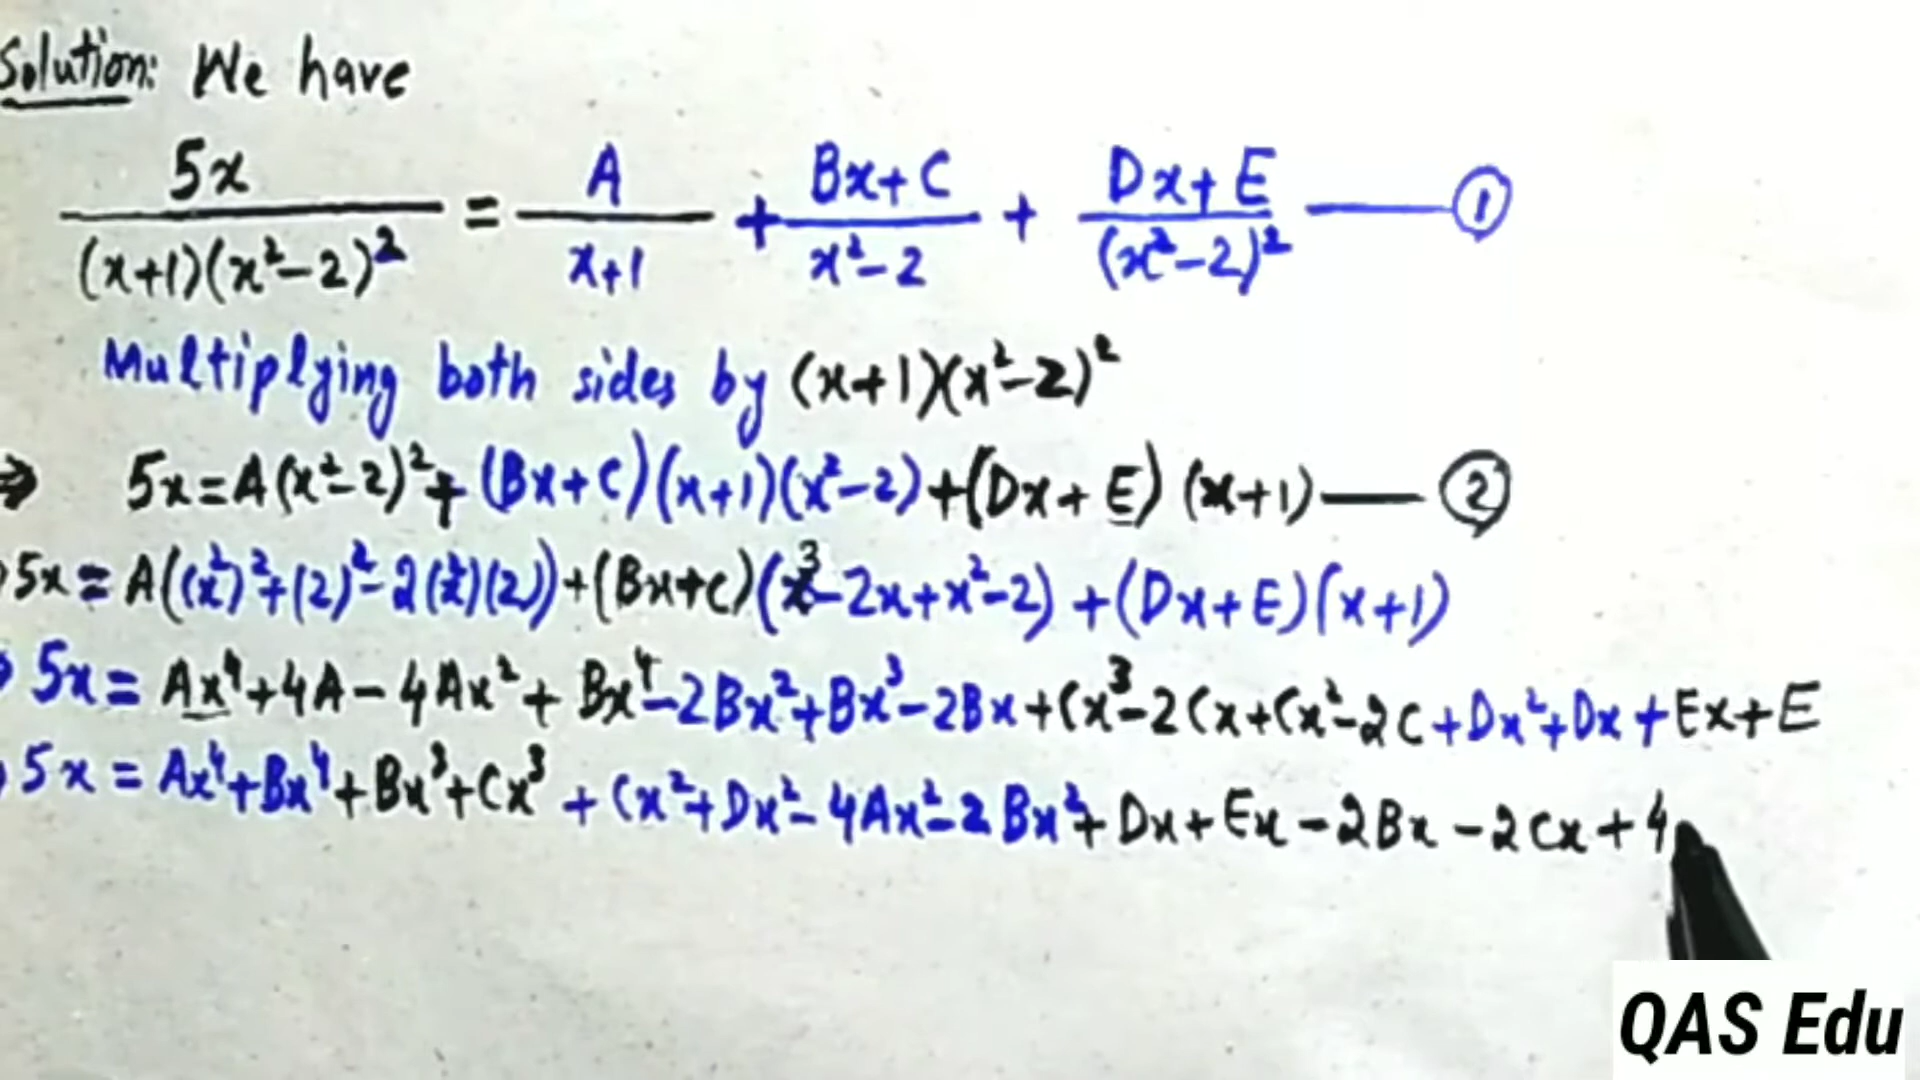 Solution: We have
5x/((x+1)(x²-2)²) = A/(x+1) + (Bx+C)/(x²-2) + (Dx+E)/(x²-2)² —— ①
Multiplying both sides by (x+1)(x²-2)²
⇒ 5x=A(x²-2)²+(Bx+C)(x+1)(x²-2)+(Dx+E)(x+1) —— ②
⇒ 5x = A((x²)²+(2)²-2(x²)(2))+(Bx+C)(x³-2x+x²-2)+(Dx+E)(x+1)
⇒ 5x = Ax⁴+4A-4Ax²+Bx⁴-2Bx²+Bx³-2Bx+Cx³-2Cx+Cx²-2C+Dx²+Dx+Ex+E
⇒ 5x = Ax⁴+Bx⁴+Bx³+Cx³+Cx²+Dx²-4Ax²-2Bx²+Dx+Ex-2Bx-2Cx+4
QAS Edu